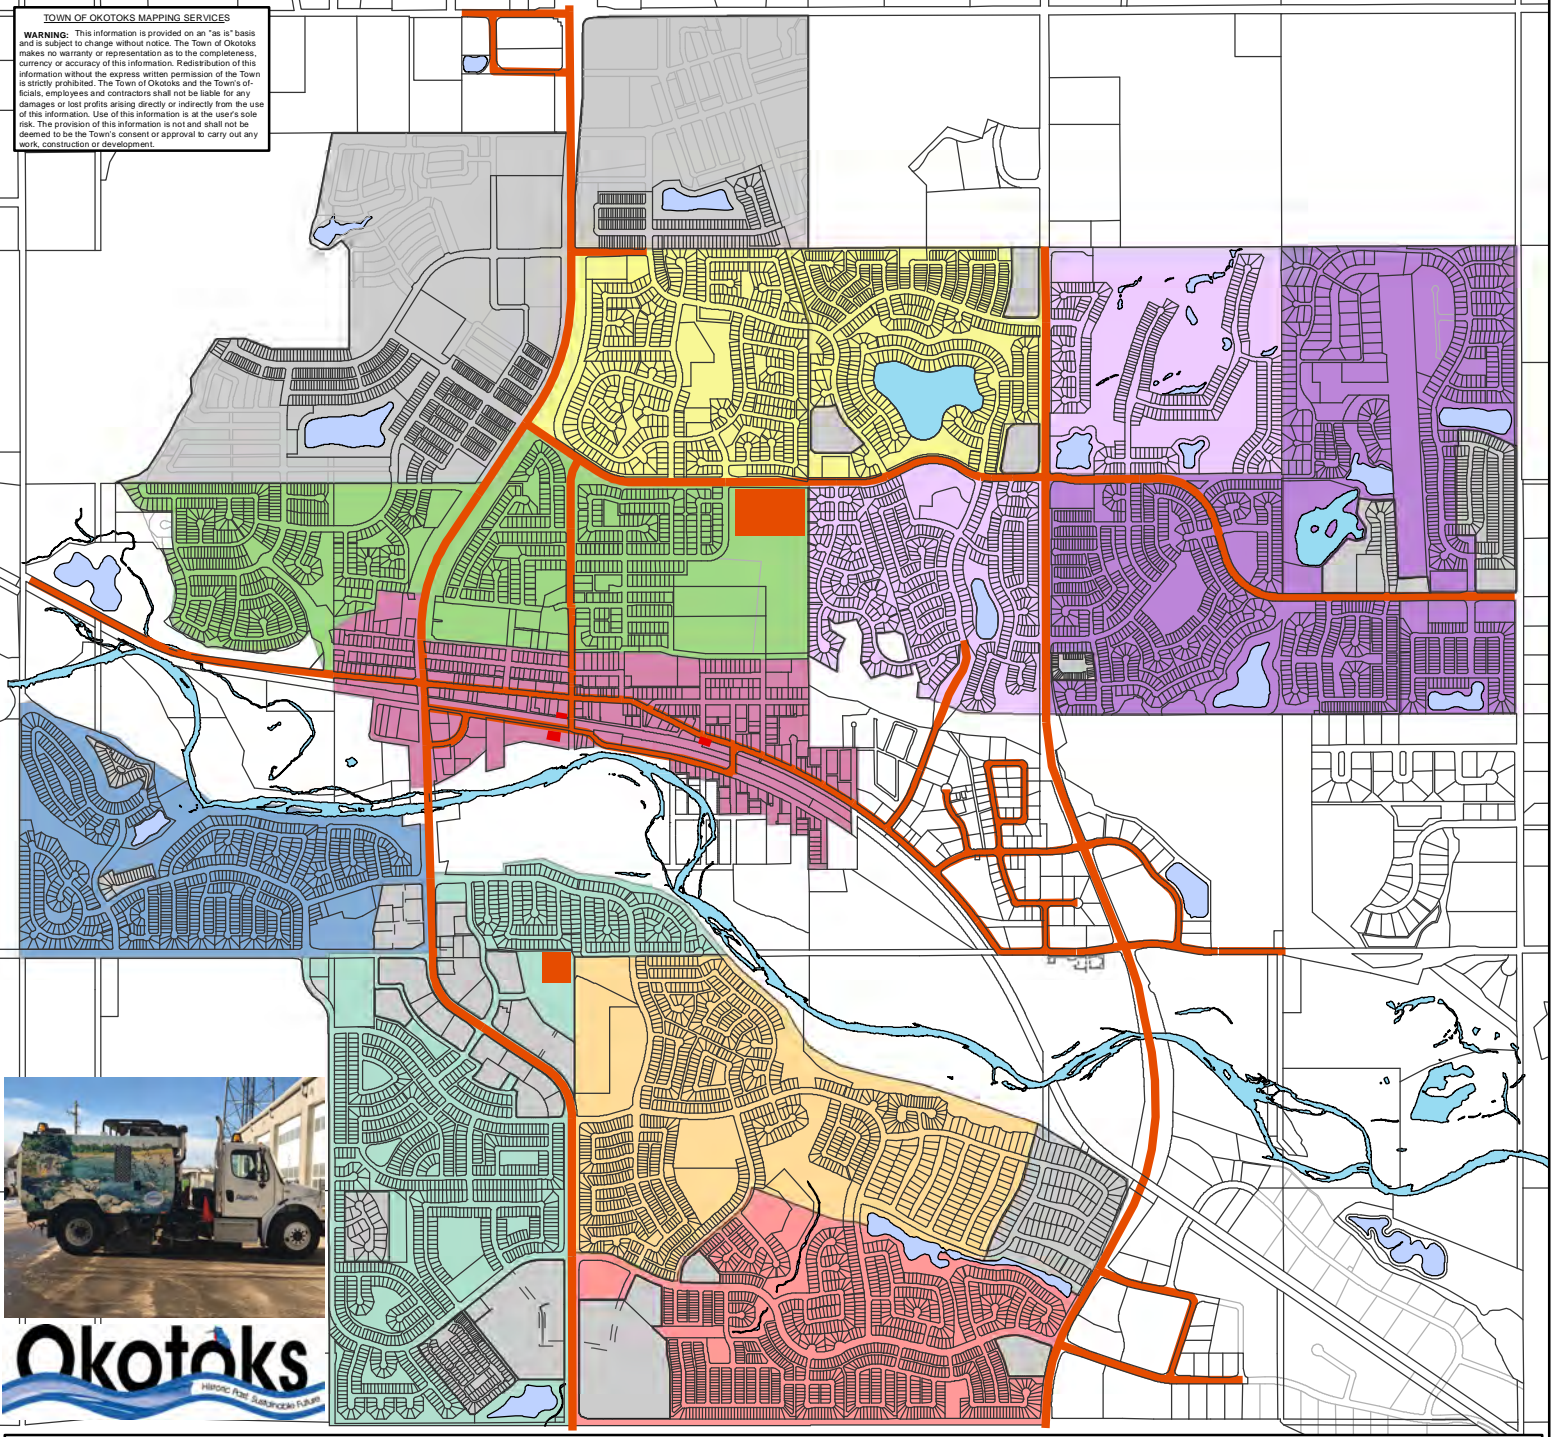 TOWN OF OKOTOKS MAPPING SERVICES
WARNING: This information is provided on an "as is" basis
and is subject to change without notice. The Town of Okotoks
makes no warranty or representation as to the completeness,
currency or accuracy of this information. Redistribution of this
information without the express written permission of the Town
is strictly prohibited. The Town of Okotoks and the Town's of-
ficials, employees and contractors shall not be liable for any
damages or lost profits arising directly or indirectly from the use
of this information. Use of this information is at the user's sole
risk. The provision of this information is not and shall not be
deemed to be the Town's consent or approval to carry out any
work, construction or development.
Okotoks
Historic Past, Sustainable Future